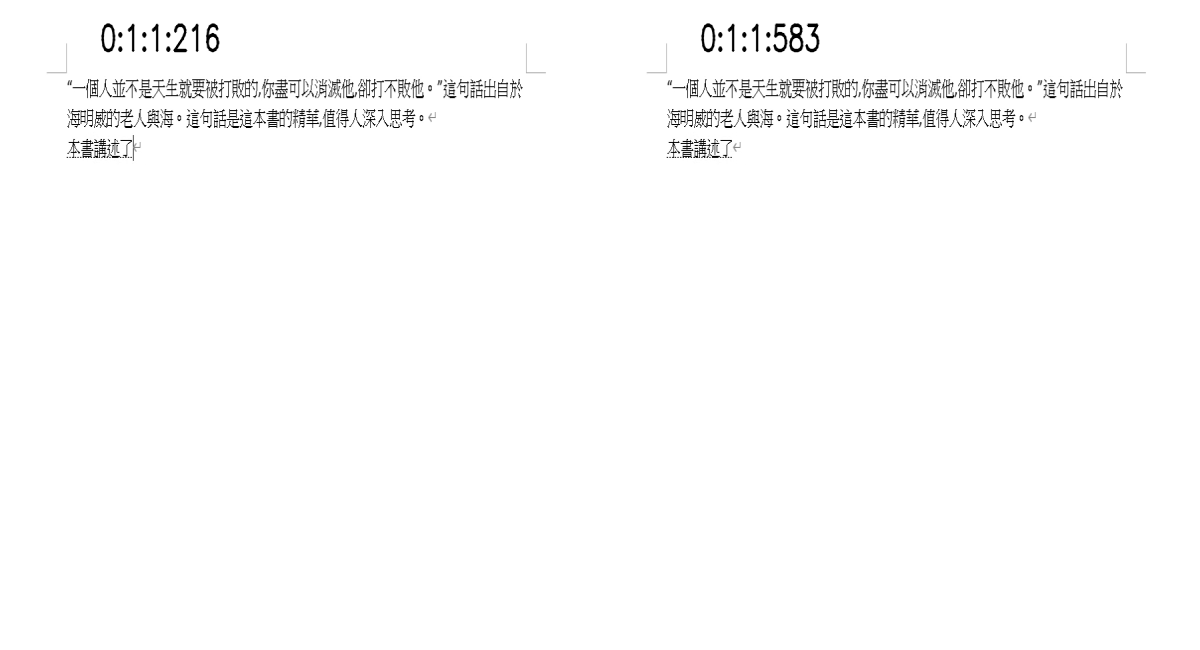 0:1:1:216
“一個人並不是天生就要被打敗的,你盡可以消滅他,卻打不敗他。”這句話出自於
海明威的老人與海。這句話是這本書的精華,值得人深入思考。
本書講述了
0:1:1:583
“一個人並不是天生就要被打敗的,你盡可以消滅他,卻打不敗他。”這句話出自於
海明威的老人與海。這句話是這本書的精華,值得人深入思考。
本書講述了